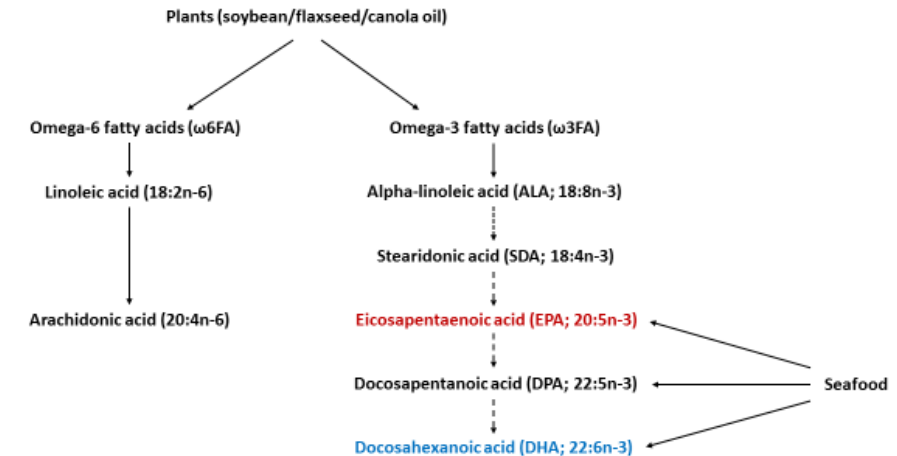 Plants (soybean/flaxseed/canola oil)
Omega-6 fatty acids (ω6FA)
Omega-3 fatty acids (ω3FA)
Linoleic acid (18:2n-6)
Alpha-linoleic acid (ALA; 18:8n-3)
Stearidonic acid (SDA; 18:4n-3)
Arachidonic acid (20:4n-6)
Eicosapentaenoic acid (EPA; 20:5n-3)
Docosapentanoic acid (DPA; 22:5n-3)
Seafood
Docosahexanoic acid (DHA; 22:6n-3)